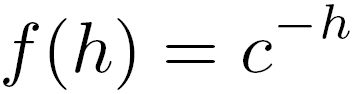 f(h) = c^{-h}